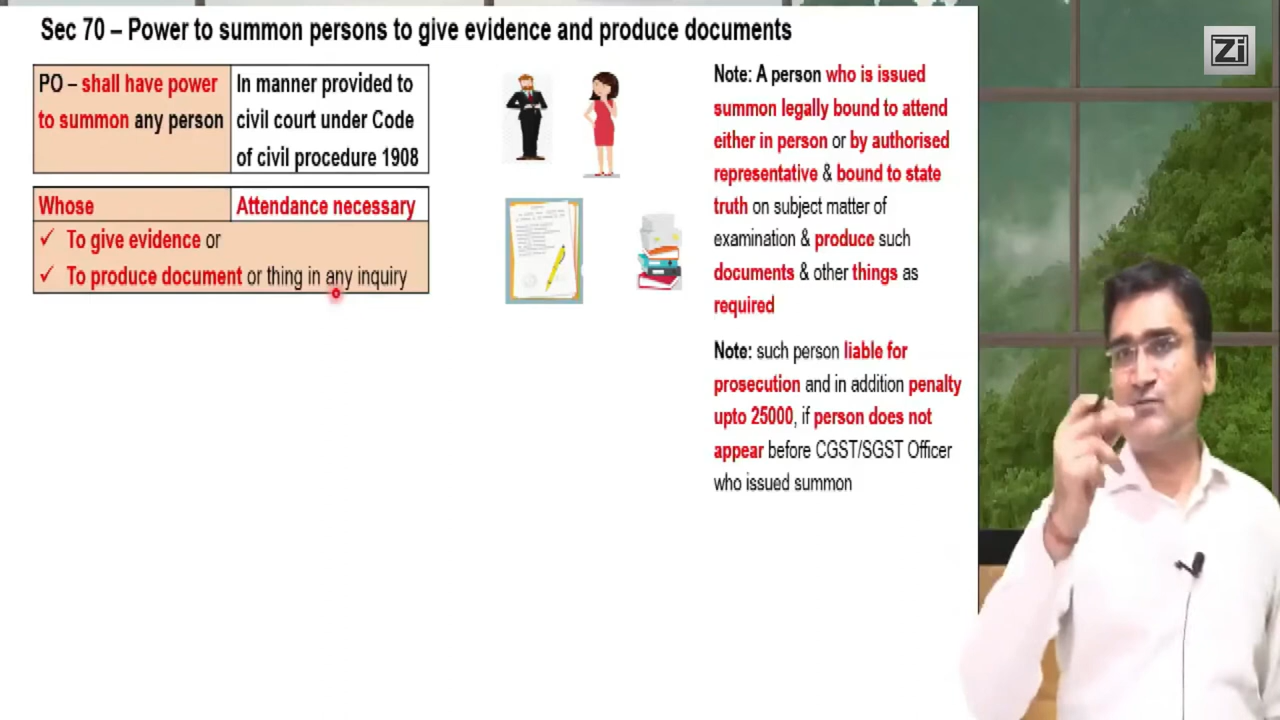 Sec 70 – Power to summon persons to give evidence and produce documents
PO – shall have power
to summon any person
In manner provided to
civil court under Code
of civil procedure 1908
Whose
Attendance necessary
✓ To give evidence or
✓ To produce document or thing in any inquiry
Note: A person who is issued
summon legally bound to attend
either in person or by authorised
representative & bound to state
truth on subject matter of
examination & produce such
documents & other things as
required
Note: such person liable for
prosecution and in addition penalty
upto 25000, if person does not
appear before CGST/SGST Officer
who issued summon
Zi